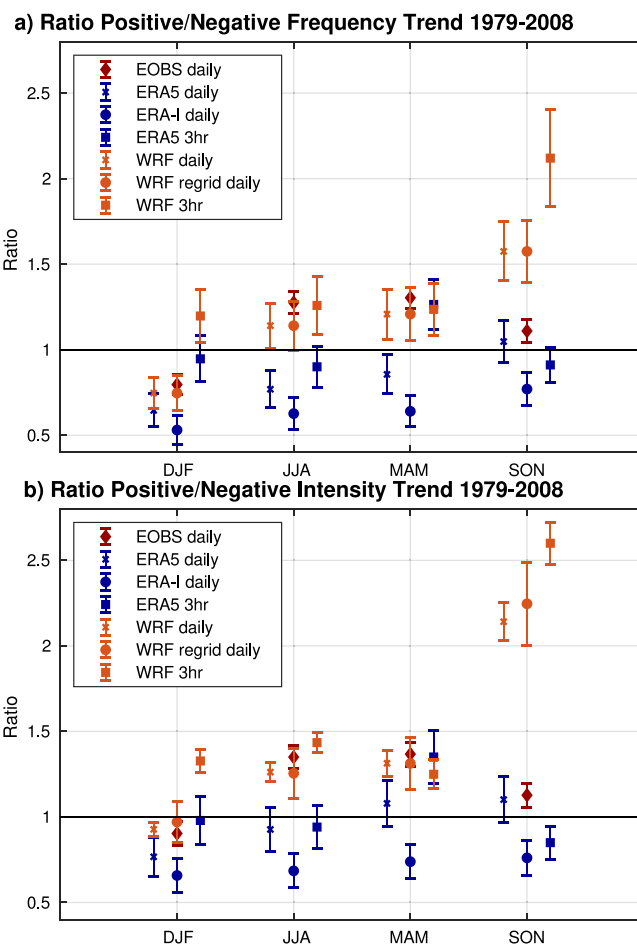 a) Ratio Positive/Negative Frequency Trend 1979-2008
EOBS daily
ERA5 daily
ERA-I daily
ERA5 3hr
WRF daily
WRF regrid daily
WRF 3hr
2.5
2
1.5
1
0.5
Ratio
DJF JJA MAM SON
b) Ratio Positive/Negative Intensity Trend 1979-2008
EOBS daily
ERA5 daily
ERA-I daily
ERA5 3hr
WRF daily
WRF regrid daily
WRF 3hr
2.5
2
1.5
1
0.5
Ratio
DJF JJA MAM SON